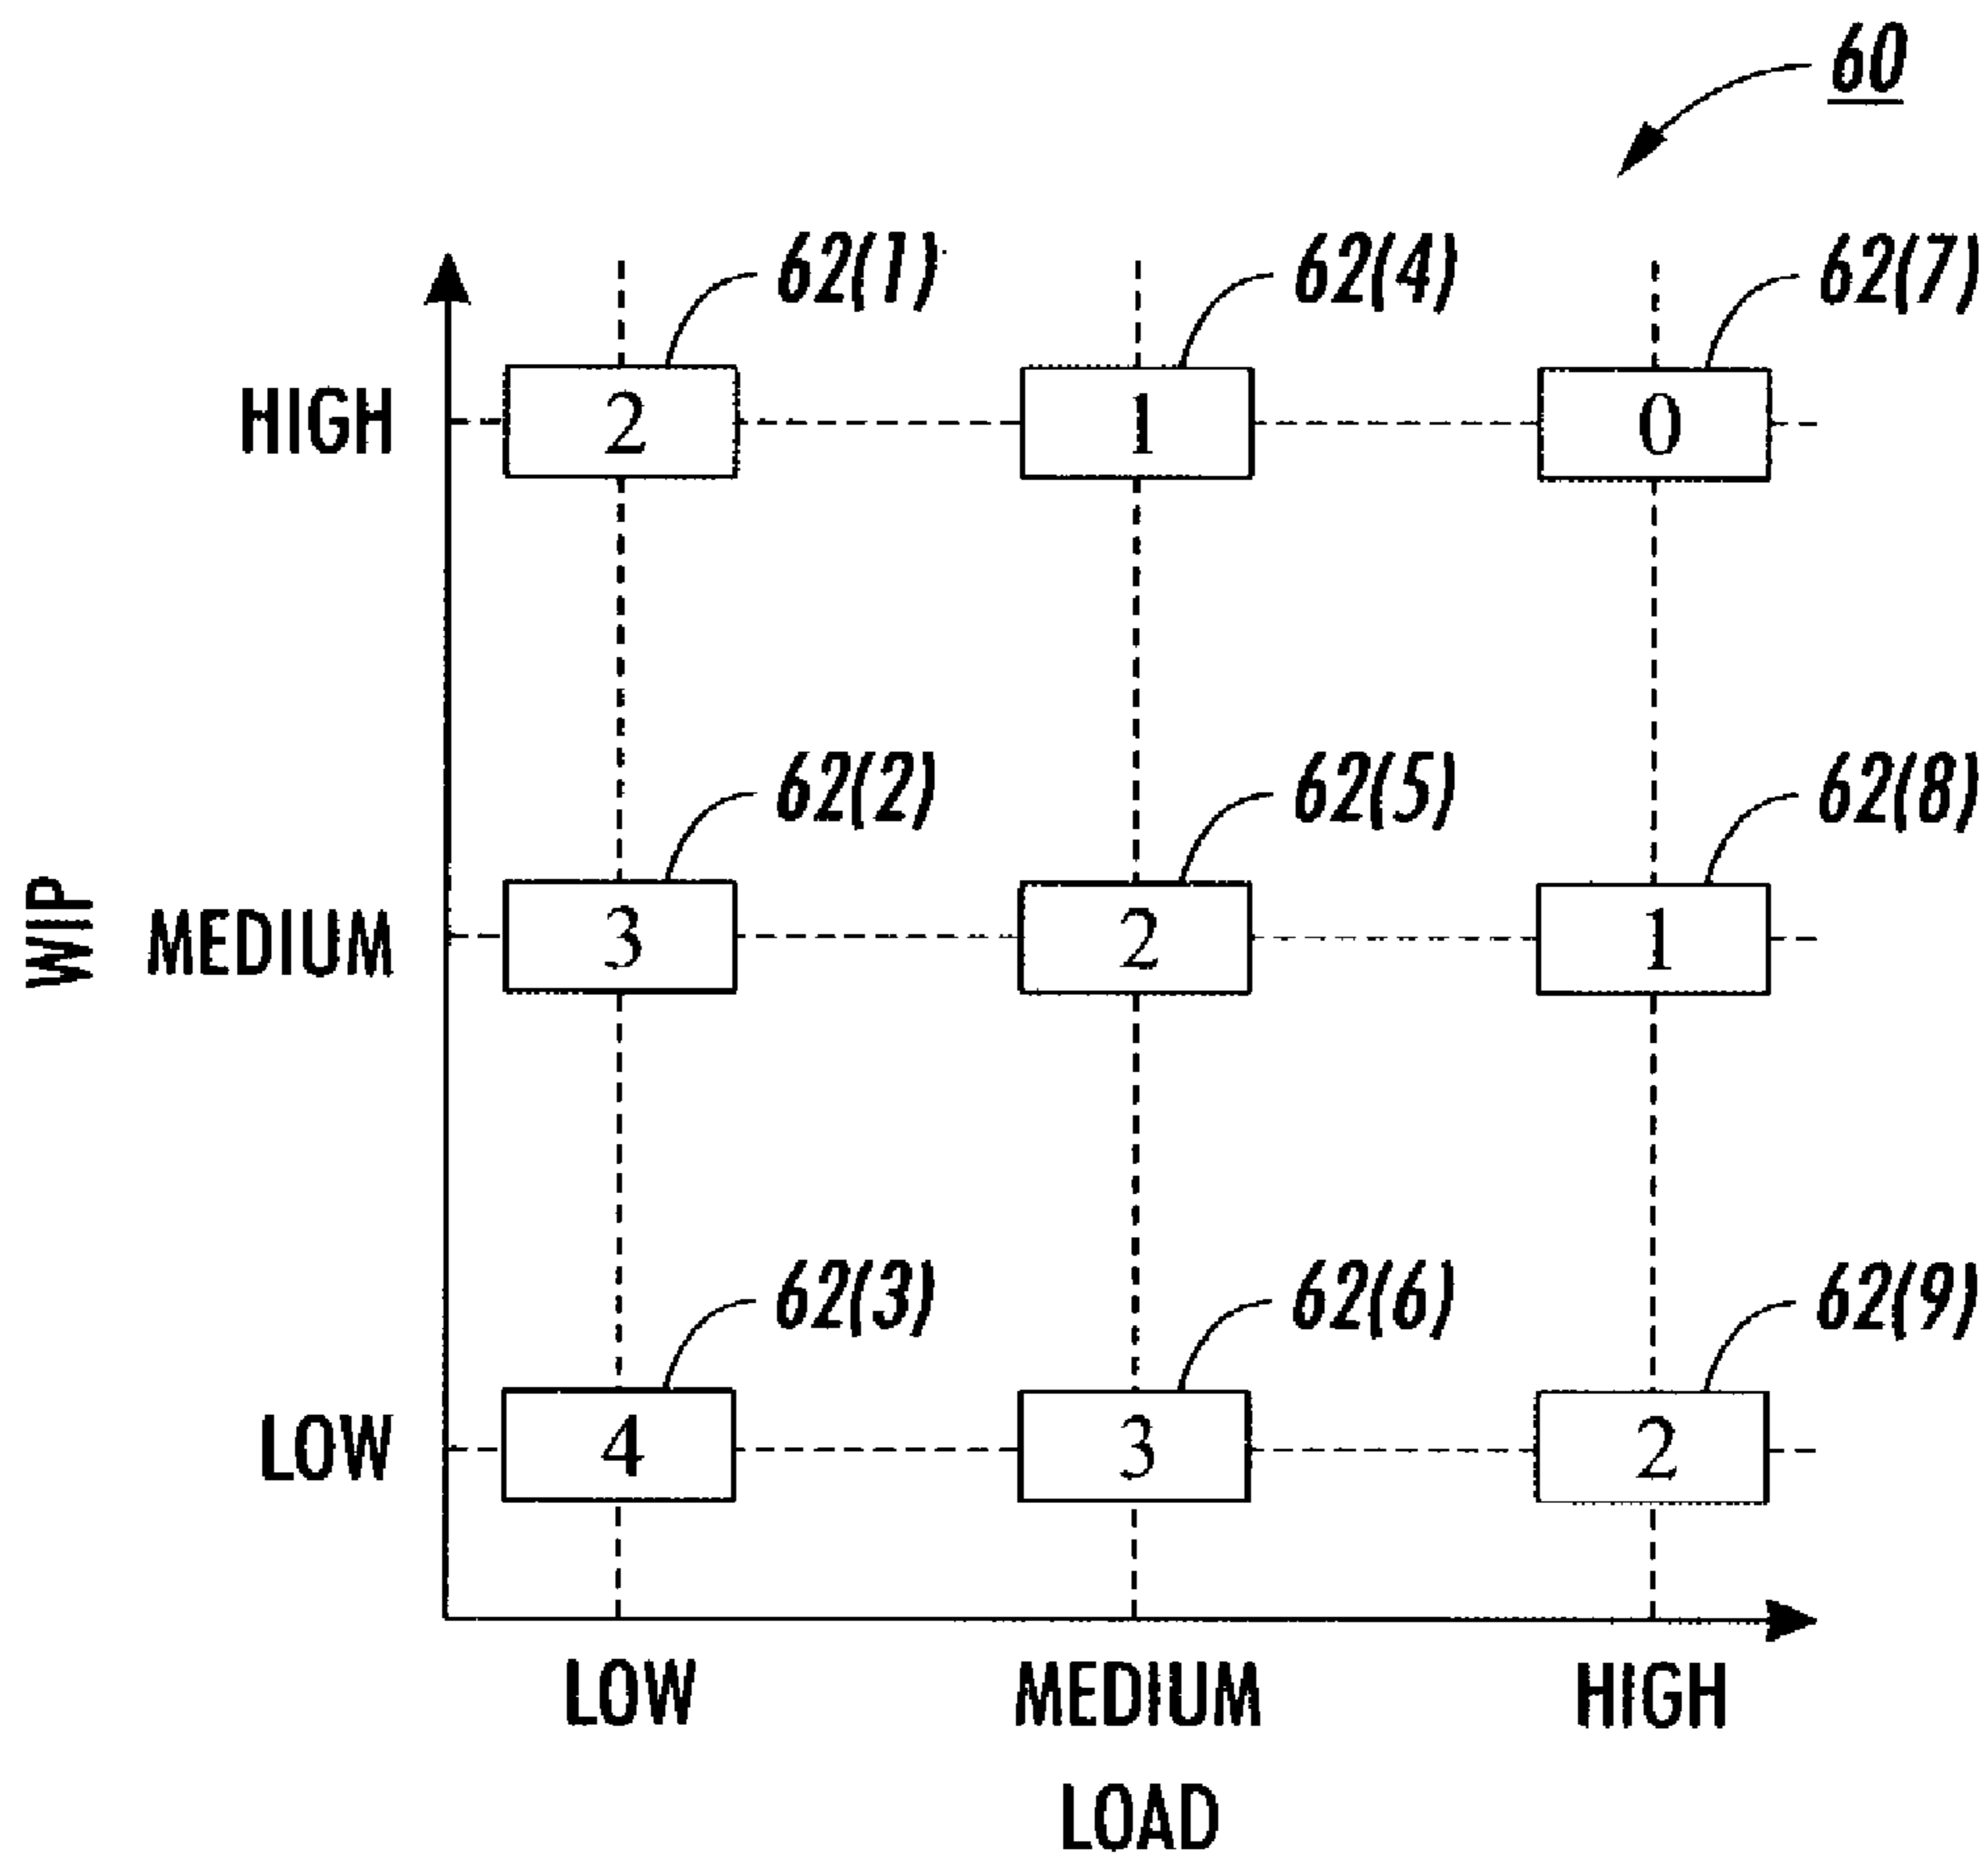 60
62(1) 62(4) 62(7)
HIGH 2 1 0
62(2) 62(5) 62(8)
WIP
MEDIUM 3 2 1
62(3) 62(6) 62(9)
LOW 4 3 2
LOW MEDIUM HIGH
LOAD